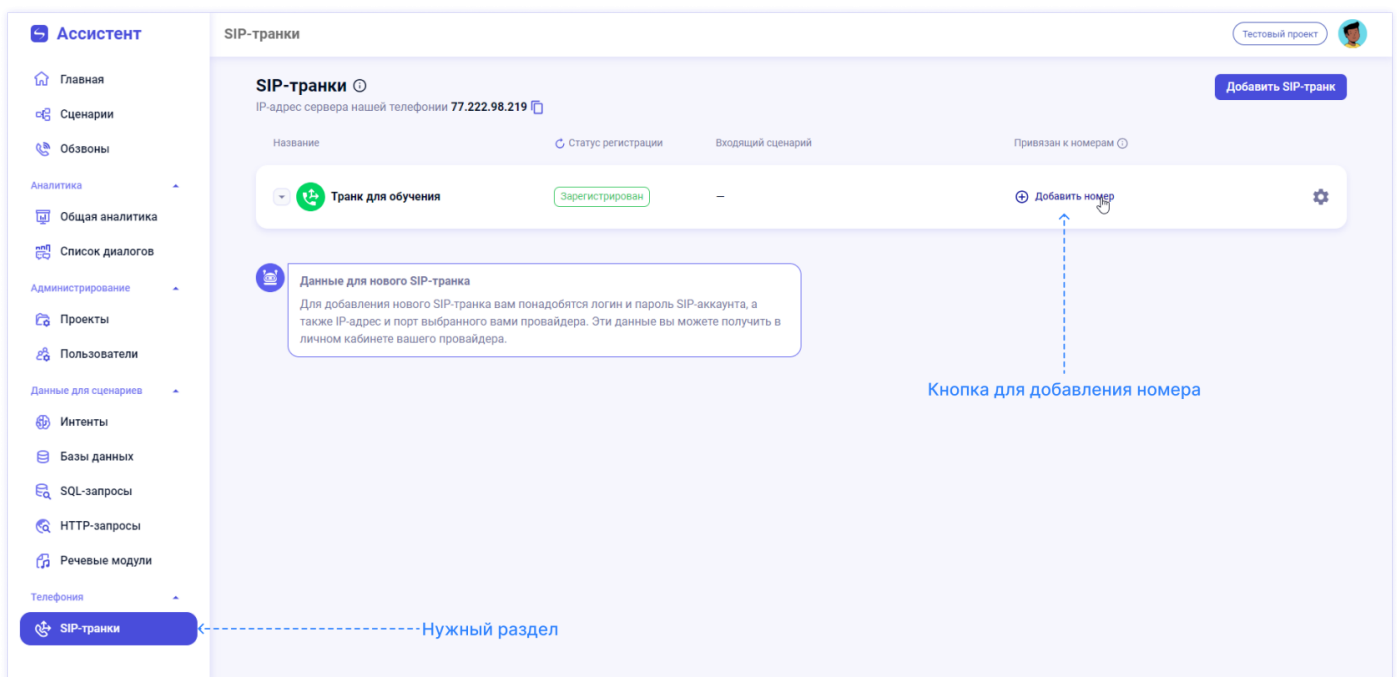 Ассистент
SIP-транки
Тестовый проект
Главная
Сценарии
Обзвоны
Аналитика
Общая аналитика
Список диалогов
Администрирование
Проекты
Пользователи
Данные для сценариев
Интенты
Базы данных
SQL-запросы
HTTP-запросы
Речевые модули
Телефония
SIP-транки
SIP-транки
Добавить SIP-транк
IP-адрес сервера нашей телефонии 77.222.98.219
Название Статус регистрации Входящий сценарий Привязан к номерам
Транк для обучения Зарегистрирован – Добавить номер
Данные для нового SIP-транка
Для добавления нового SIP-транка вам понадобятся логин и пароль SIP-аккаунта, а
также IP-адрес и порт выбранного вами провайдера. Эти данные вы можете получить в
личном кабинете вашего провайдера.
Кнопка для добавления номера
Нужный раздел